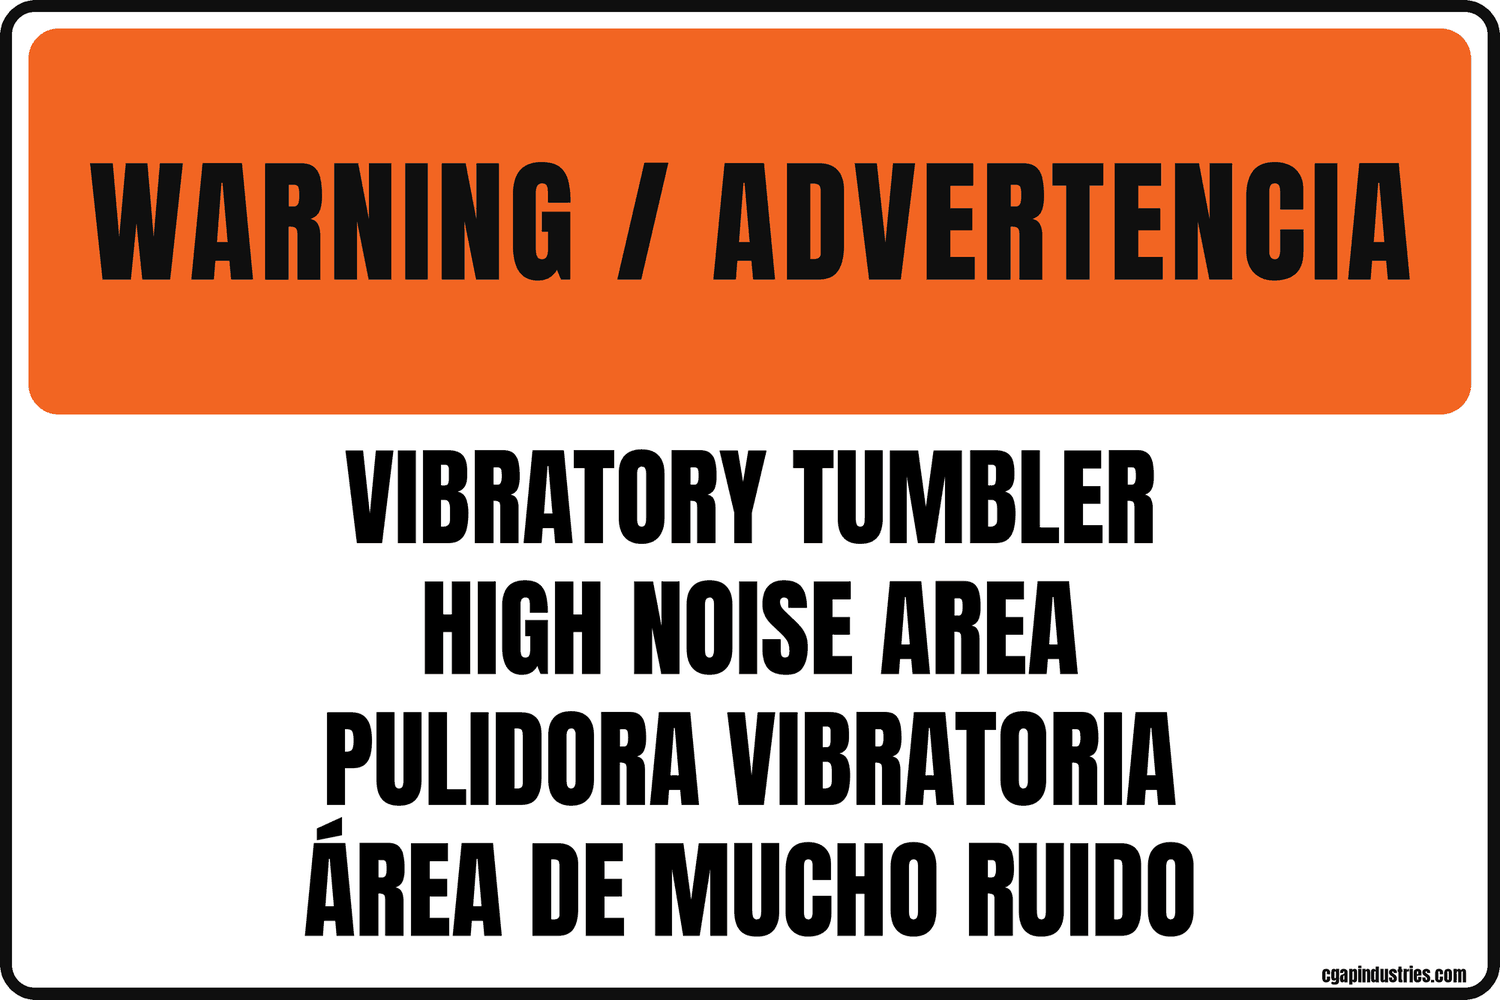 WARNING / ADVERTENCIA
VIBRATORY TUMBLER
HIGH NOISE AREA
PULIDORA VIBRATORIA
ÁREA DE MUCHO RUIDO
cgapindustries.com